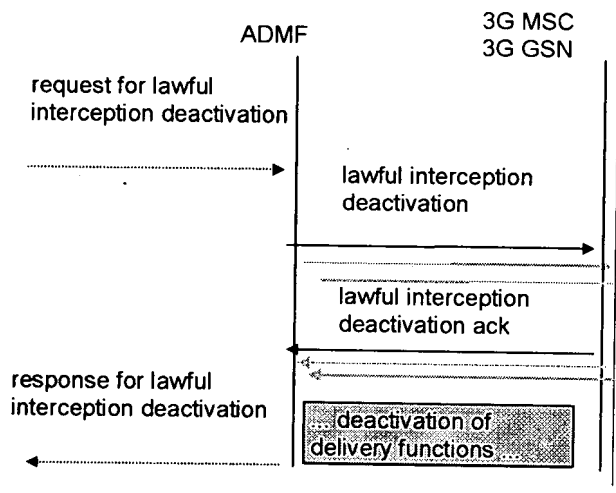 ADMF
3G MSC
3G GSN
request for lawful
interception deactivation
lawful interception
deactivation
lawful interception
deactivation ack
response for lawful
interception deactivation
... deactivation of
delivery functions ...